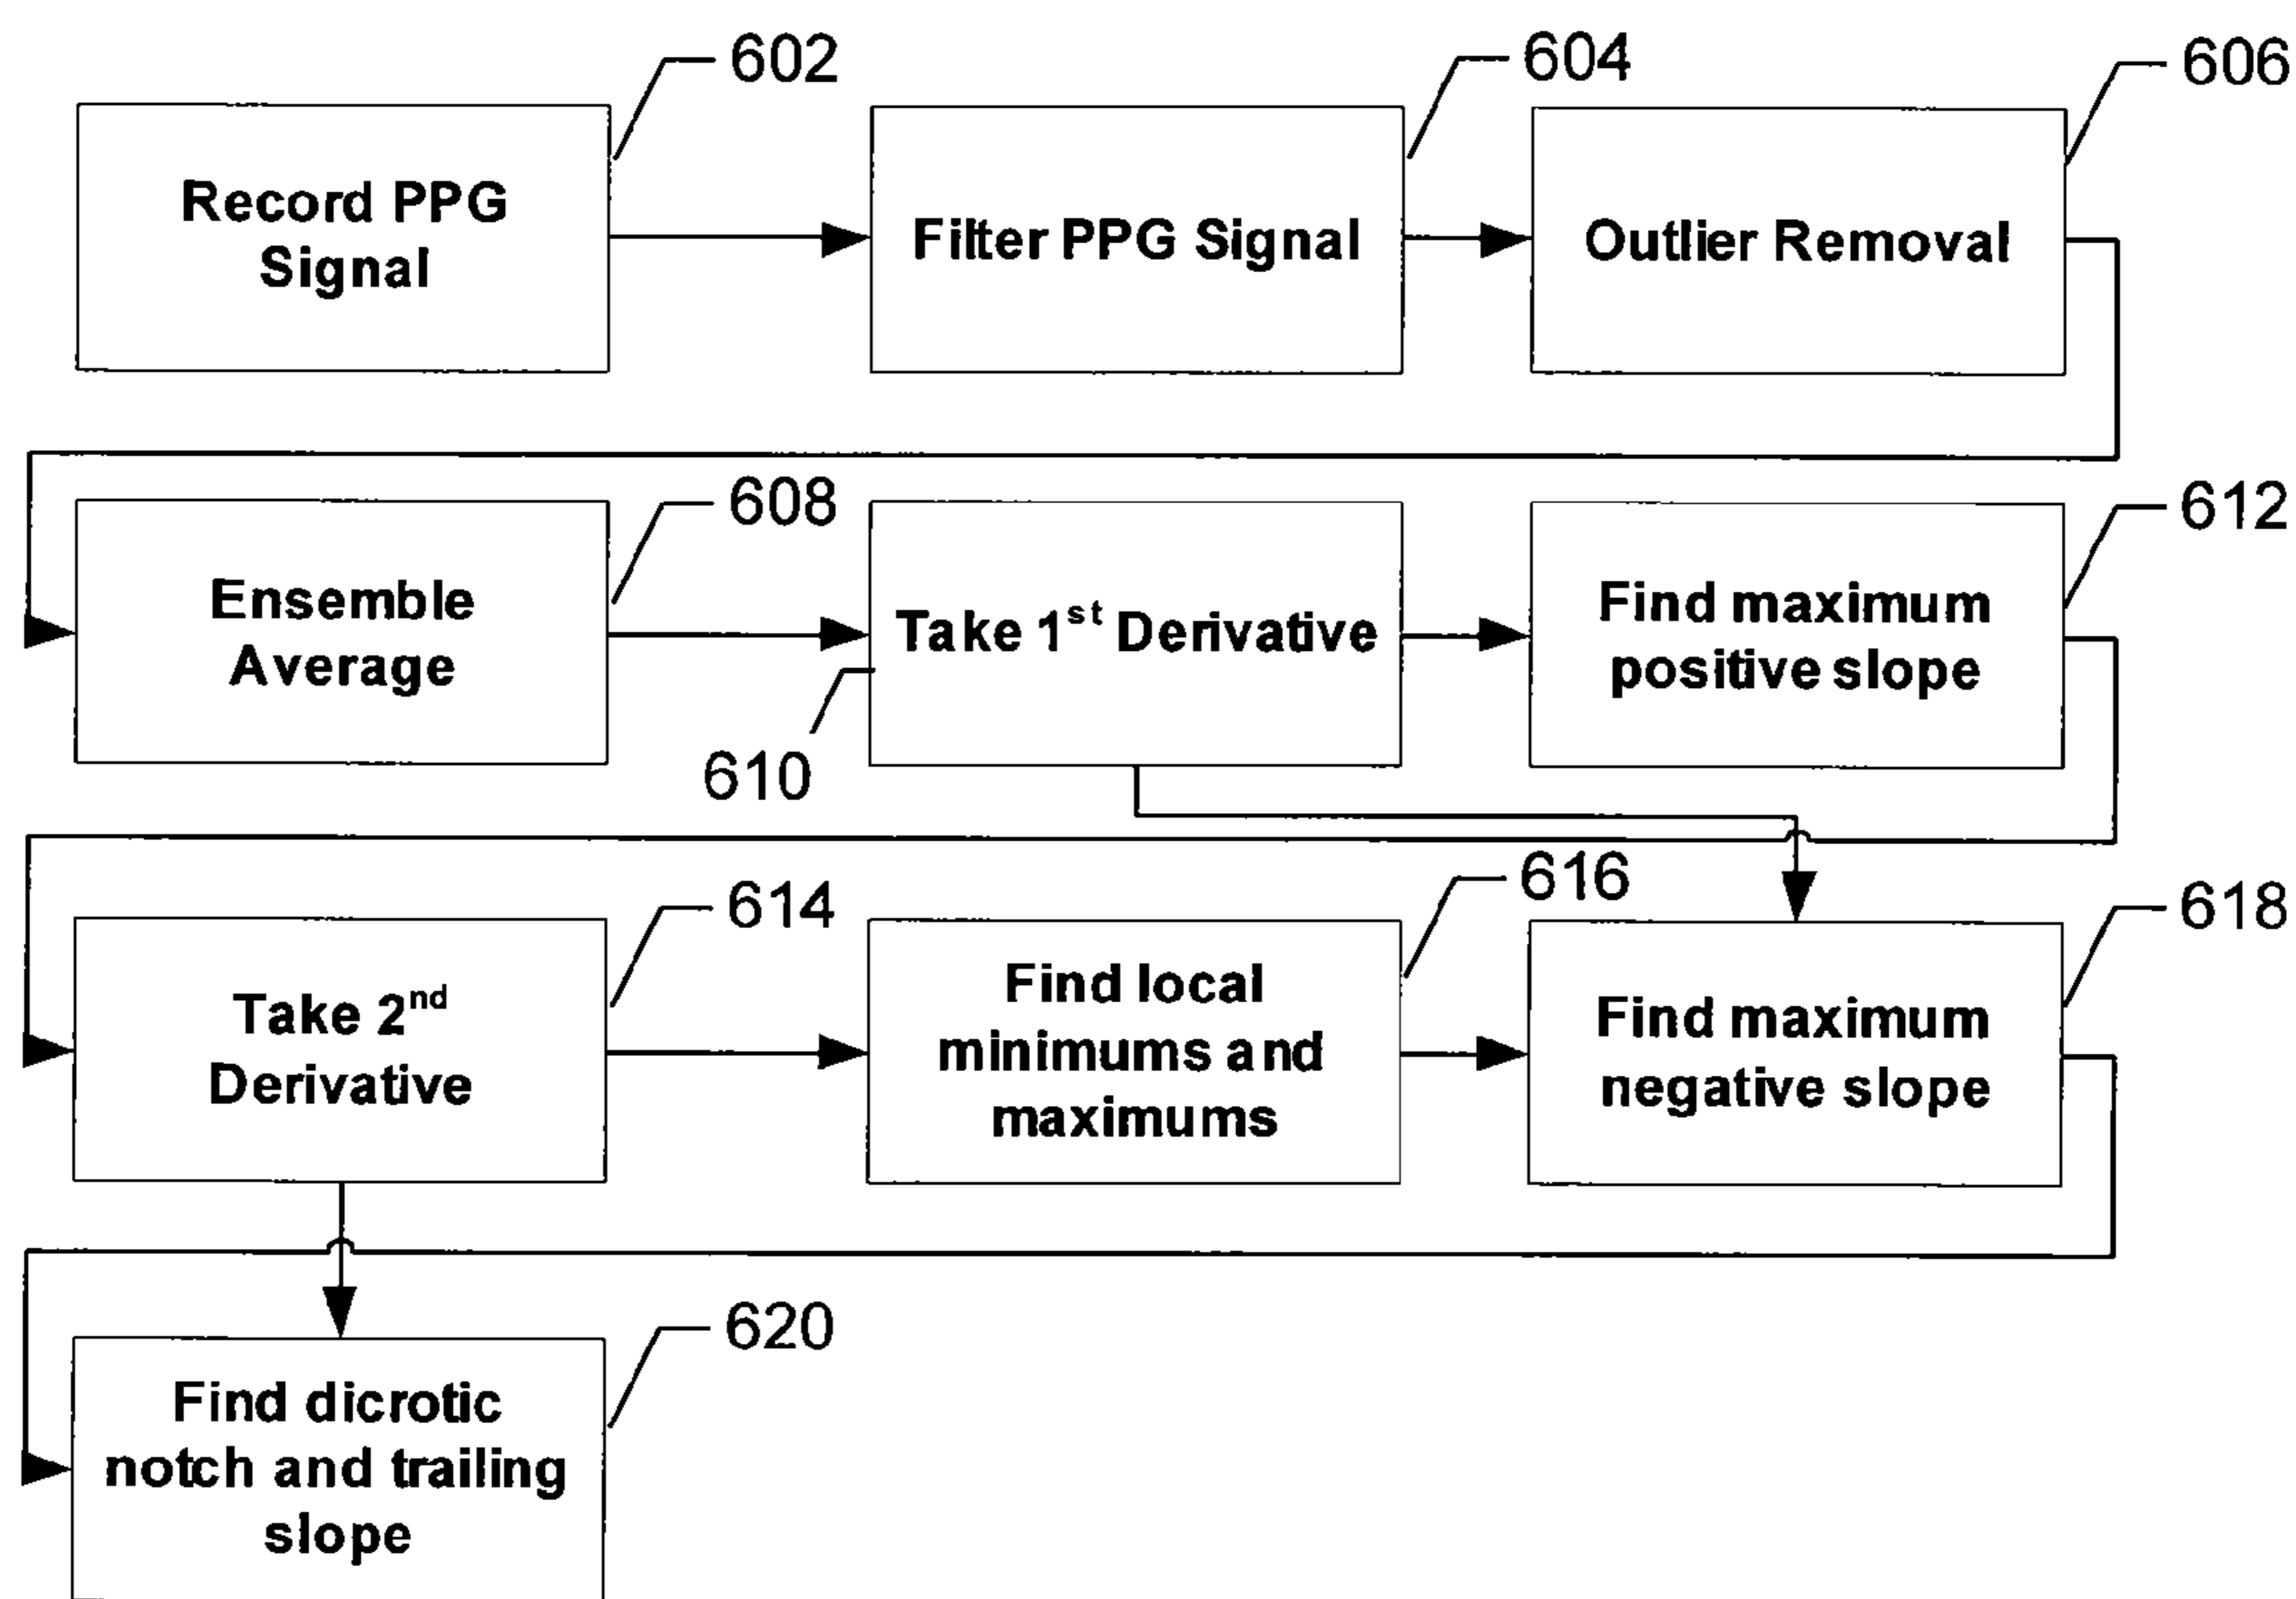 602
604
606
Record PPG
Signal
Filter PPG Signal
Outlier Removal
608
612
Ensemble
Average
Take 1st Derivative
Find maximum
positive slope
610
614
616
618
Take 2nd
Derivative
Find local
minimums and
maximums
Find maximum
negative slope
620
Find dicrotic
notch and trailing
slope